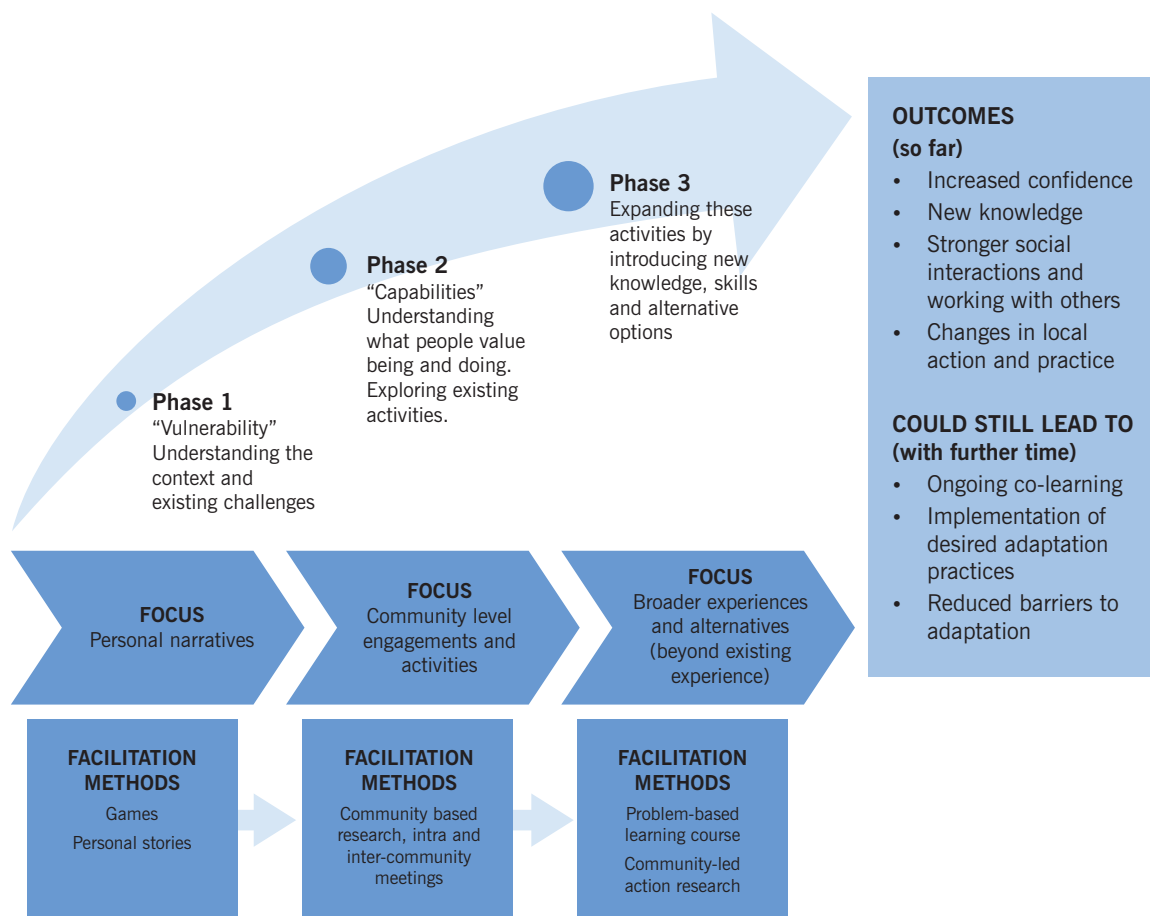 Phase 1
“Vulnerability”
Understanding the
context and
existing challenges
Phase 2
“Capabilities”
Understanding
what people value
being and doing.
Exploring existing
activities.
Phase 3
Expanding these
activities by
introducing new
knowledge, skills
and alternative
options
FOCUS
Personal narratives
FOCUS
Community level
engagements and
activities
FOCUS
Broader experiences
and alternatives
(beyond existing
experience)
FACILITATION
METHODS
Games
Personal stories
FACILITATION
METHODS
Community based
research, intra and
inter-community
meetings
FACILITATION
METHODS
Problem-based
learning course
Community-led
action research
OUTCOMES
(so far)
• Increased confidence
• New knowledge
• Stronger social
interactions and
working with others
• Changes in local
action and practice
COULD STILL LEAD TO
(with further time)
• Ongoing co-learning
• Implementation of
desired adaptation
practices
• Reduced barriers to
adaptation